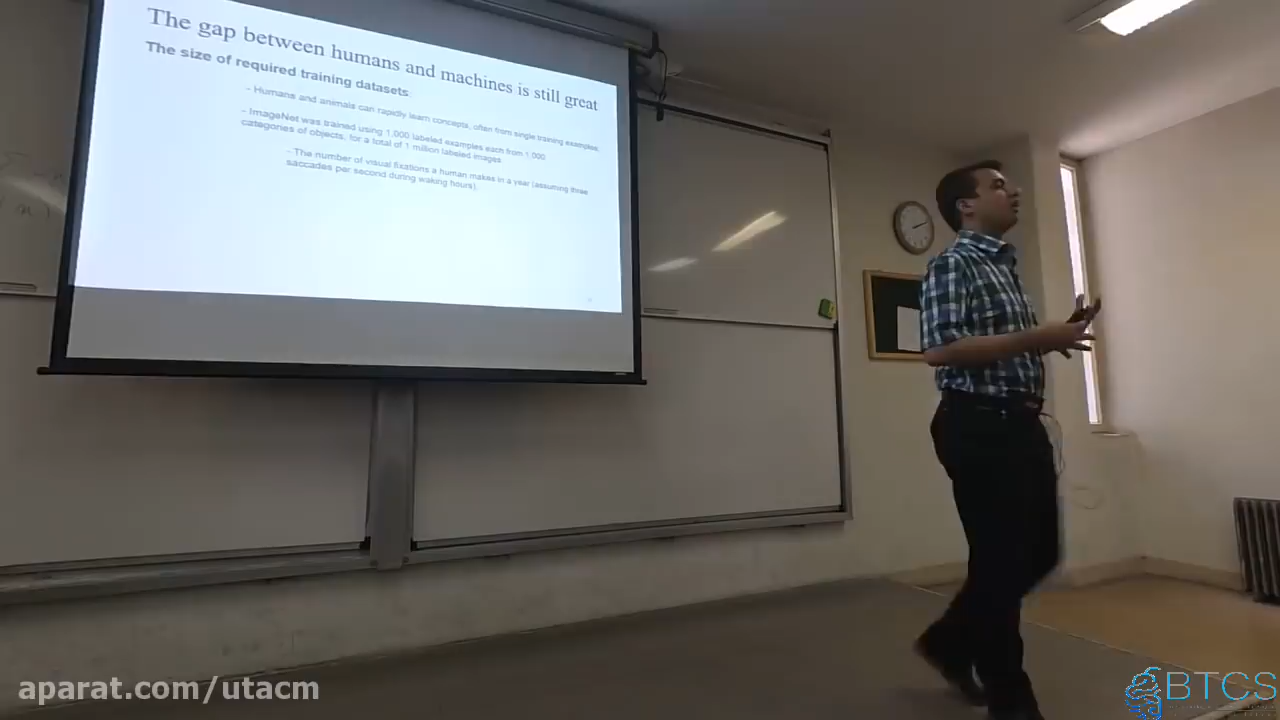 The gap between humans and machines is still great
The size of required training datasets:
- Humans and animals can rapidly learn concepts, often from single training examples.
- ImageNet was trained using 1,000 labeled examples each from 1,000
categories of objects, for a total of 1 million labeled images
- The number of visual fixations a human makes in a year (assuming three
saccades per second during waking hours).
aparat.com/utacm
BTCS